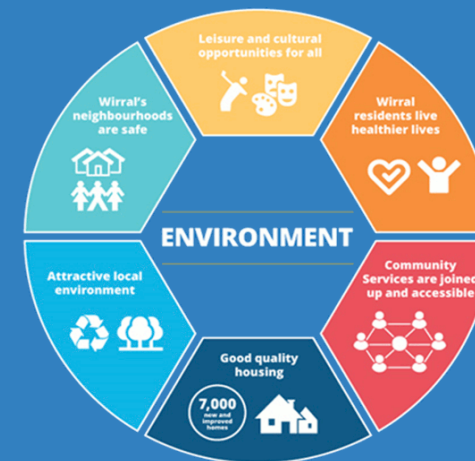 Leisure and cultural
opportunities for all
Wirral
residents live
healthier lives
Community
Services are joined
up and accessible
Good quality
housing
7,000
new and
improved
homes
Attractive local
environment
Wirral's
neighbourhoods
are safe
ENVIRONMENT